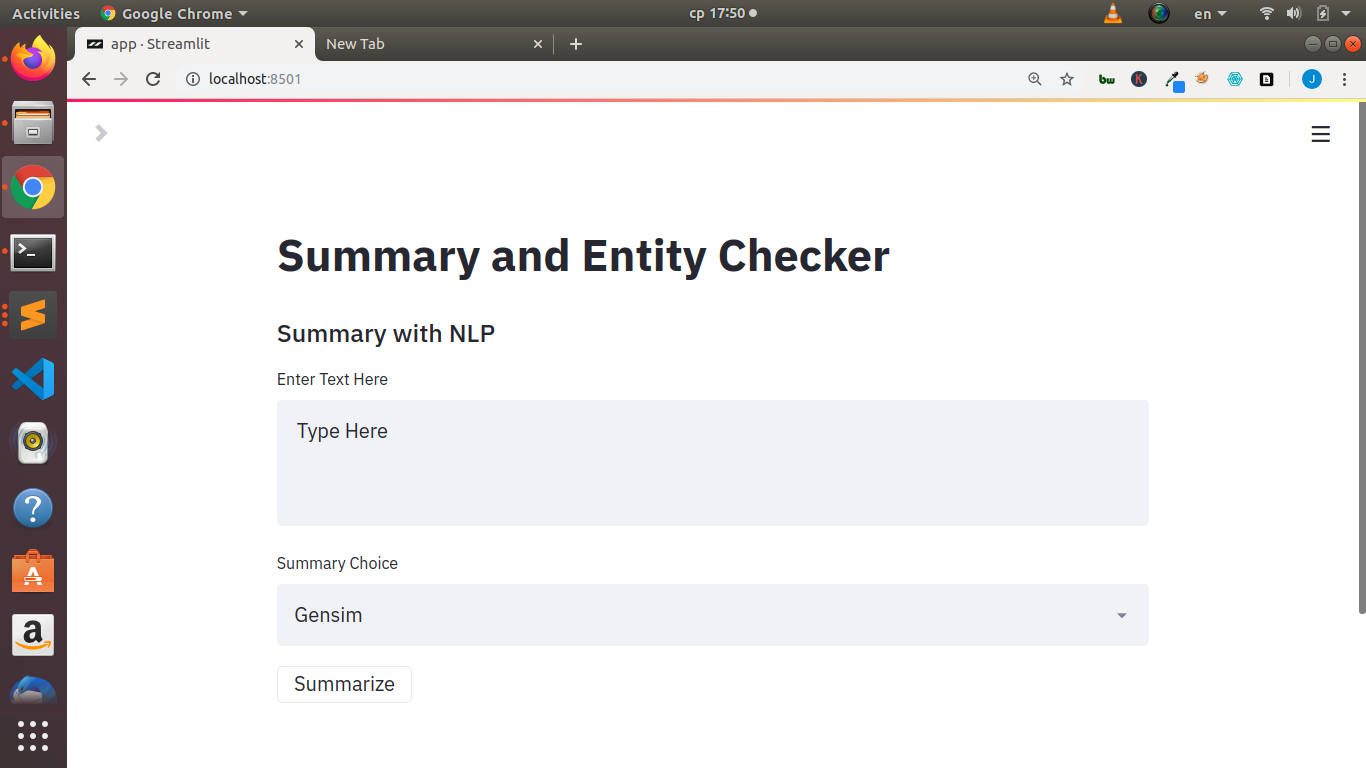 Activities
Google Chrome
ср 17:50
en
app · Streamlit
New Tab
localhost:8501
bw
K
J
Summary and Entity Checker
Summary with NLP
Enter Text Here
Type Here
Summary Choice
Gensim
Summarize